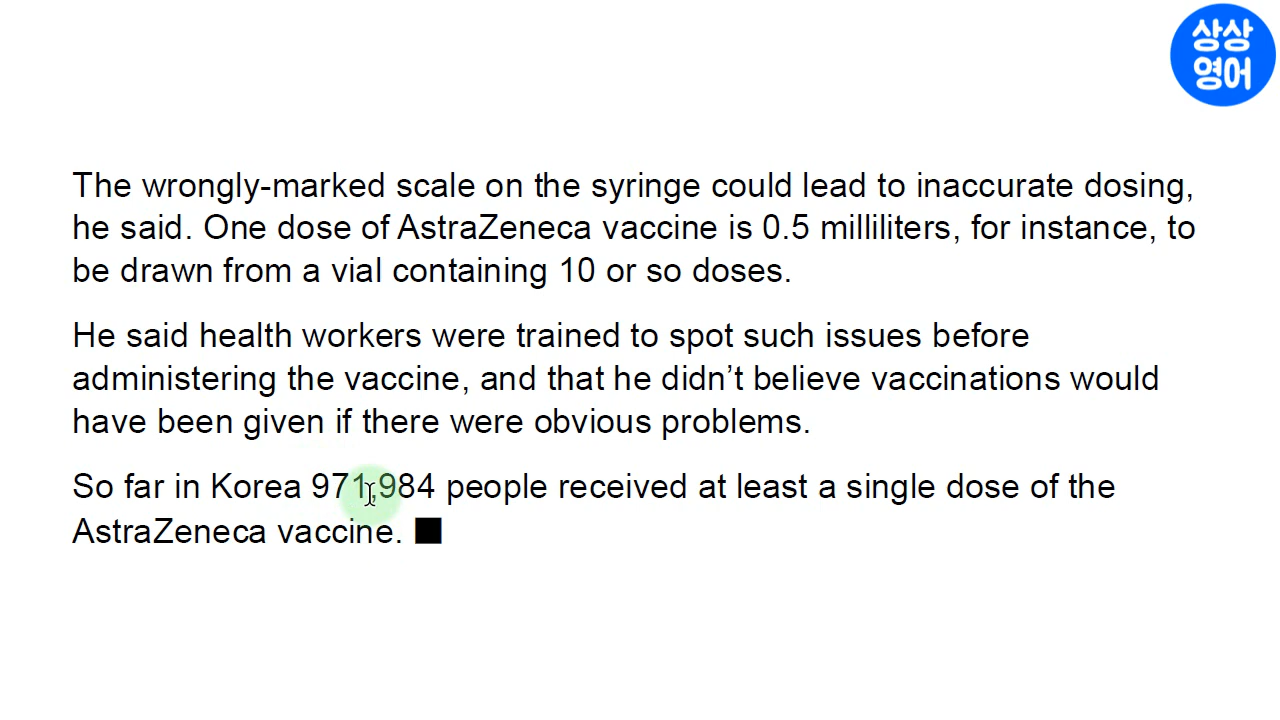 상상
영어
The wrongly-marked scale on the syringe could lead to inaccurate dosing,
he said. One dose of AstraZeneca vaccine is 0.5 milliliters, for instance, to
be drawn from a vial containing 10 or so doses.
He said health workers were trained to spot such issues before
administering the vaccine, and that he didn’t believe vaccinations would
have been given if there were obvious problems.
So far in Korea 971,984 people received at least a single dose of the
AstraZeneca vaccine. ■